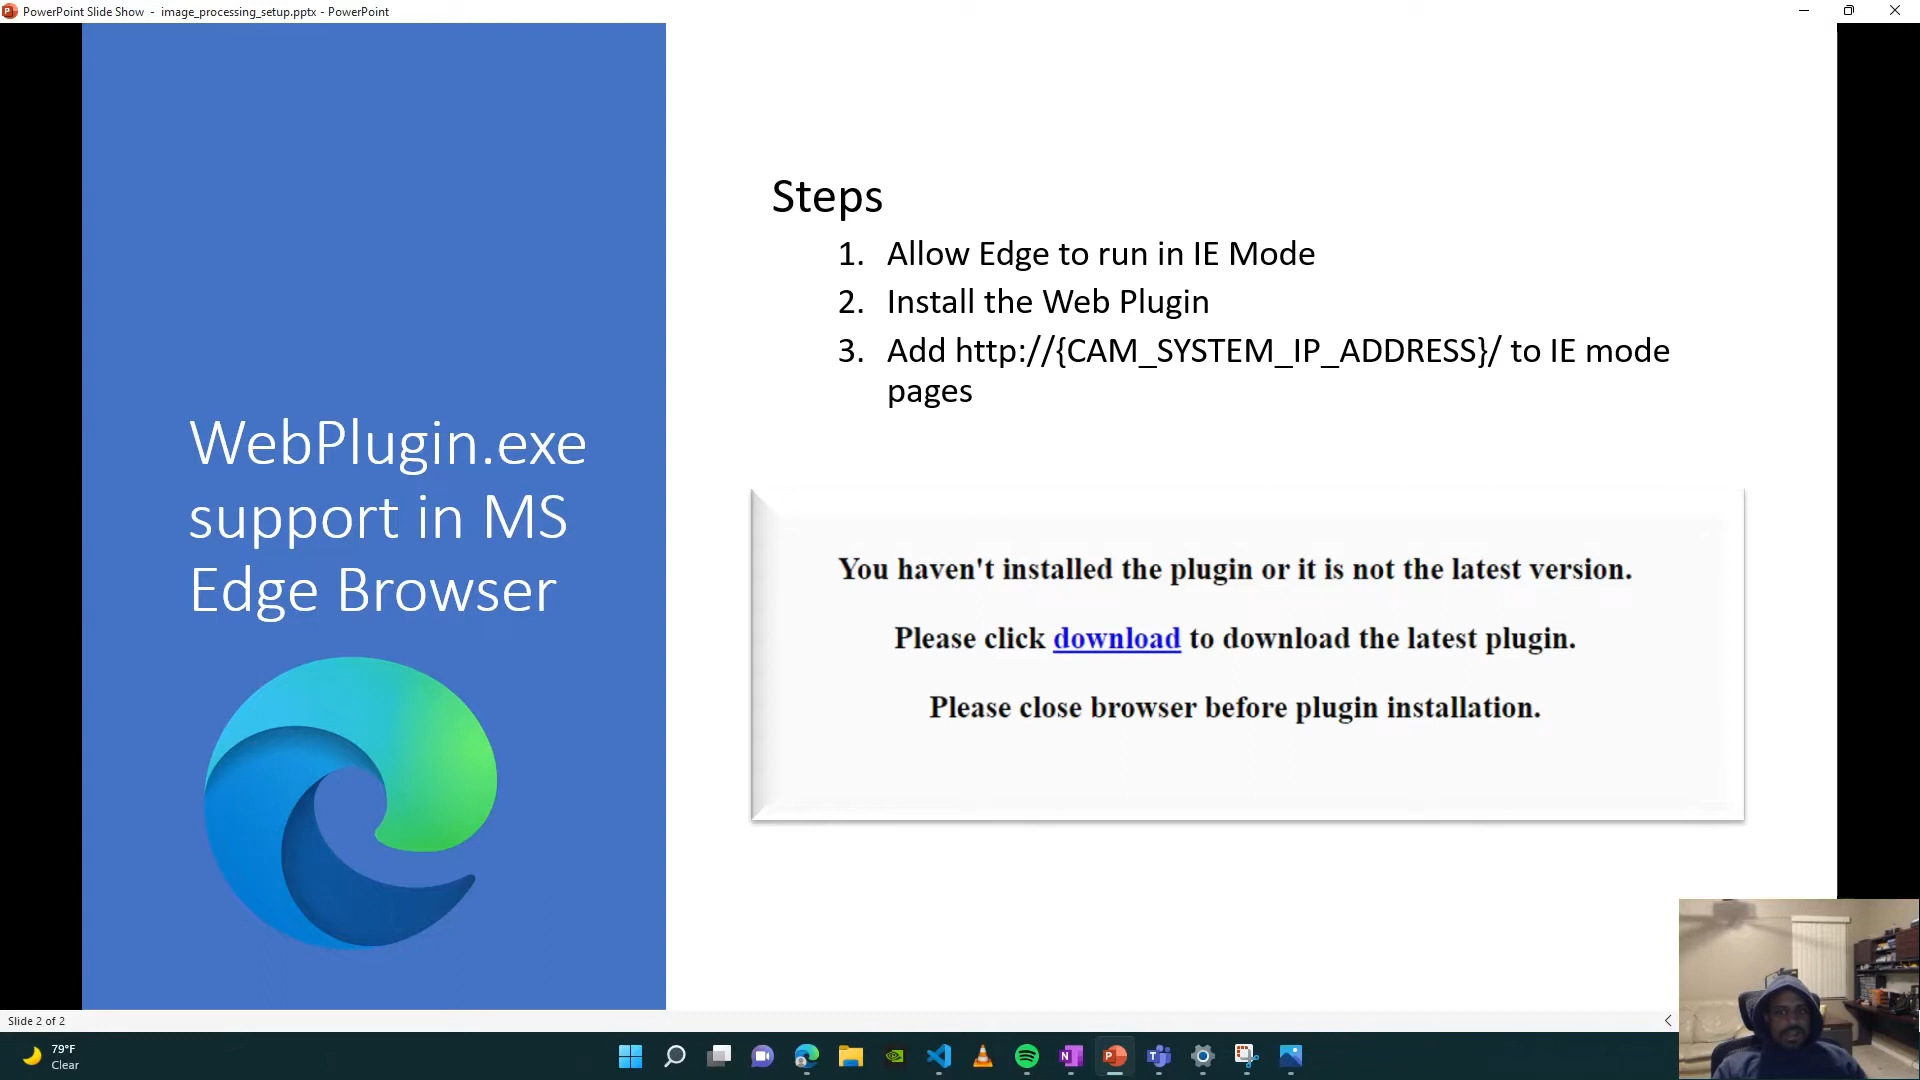 PowerPoint Slide Show - image_processing_setup.pptx - PowerPoint
WebPlugin.exe
support in MS
Edge Browser
Steps
1. Allow Edge to run in IE Mode
2. Install the Web Plugin
3. Add http://{CAM_SYSTEM_IP_ADDRESS}/ to IE mode
pages
You haven't installed the plugin or it is not the latest version.
Please click download to download the latest plugin.
Please close browser before plugin installation.
Slide 2 of 2
79°F
Clear